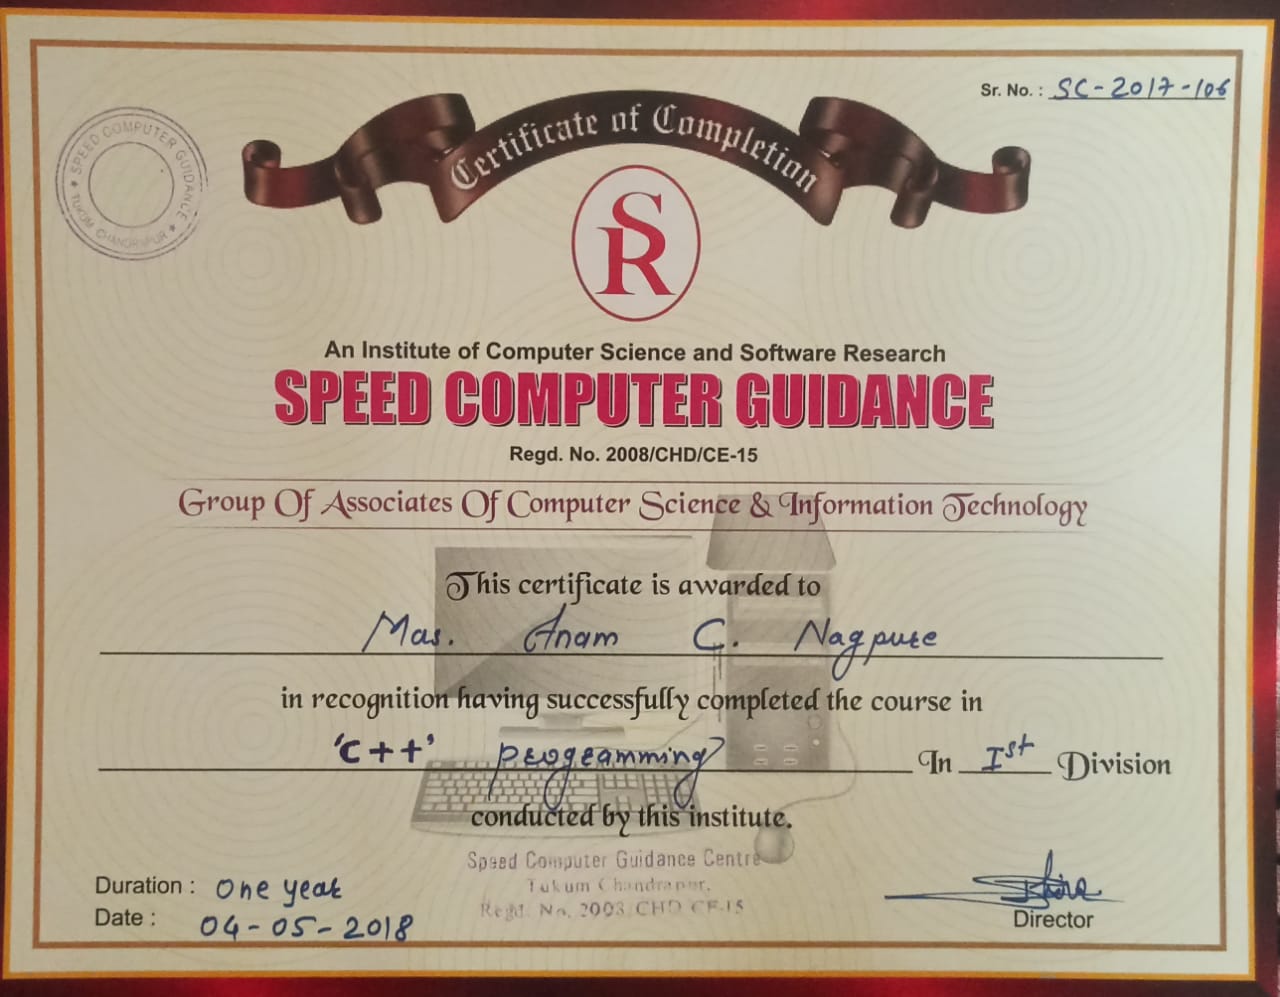 Sr. No. : SC-2017-106
Certificate of Completion
SPEED COMPUTER GUIDANCE
★ TUKUM CHANDRAPUR ★
SR
An Institute of Computer Science and Software Research
SPEED COMPUTER GUIDANCE
Regd. No. 2008/CHD/CE-15
Group Of Associates Of Computer Science & Information Technology
This certificate is awarded to
Mas. Anam C. Nagpure
in recognition having successfully completed the course in
'C++' programming In Ist Division
conducted by this institute.
Speed Computer Guidance Centre
Tukum Chandrapur.
Regd. No. 2008/CHD/CE-15
Duration : One year
Date : 04-05-2018
Director